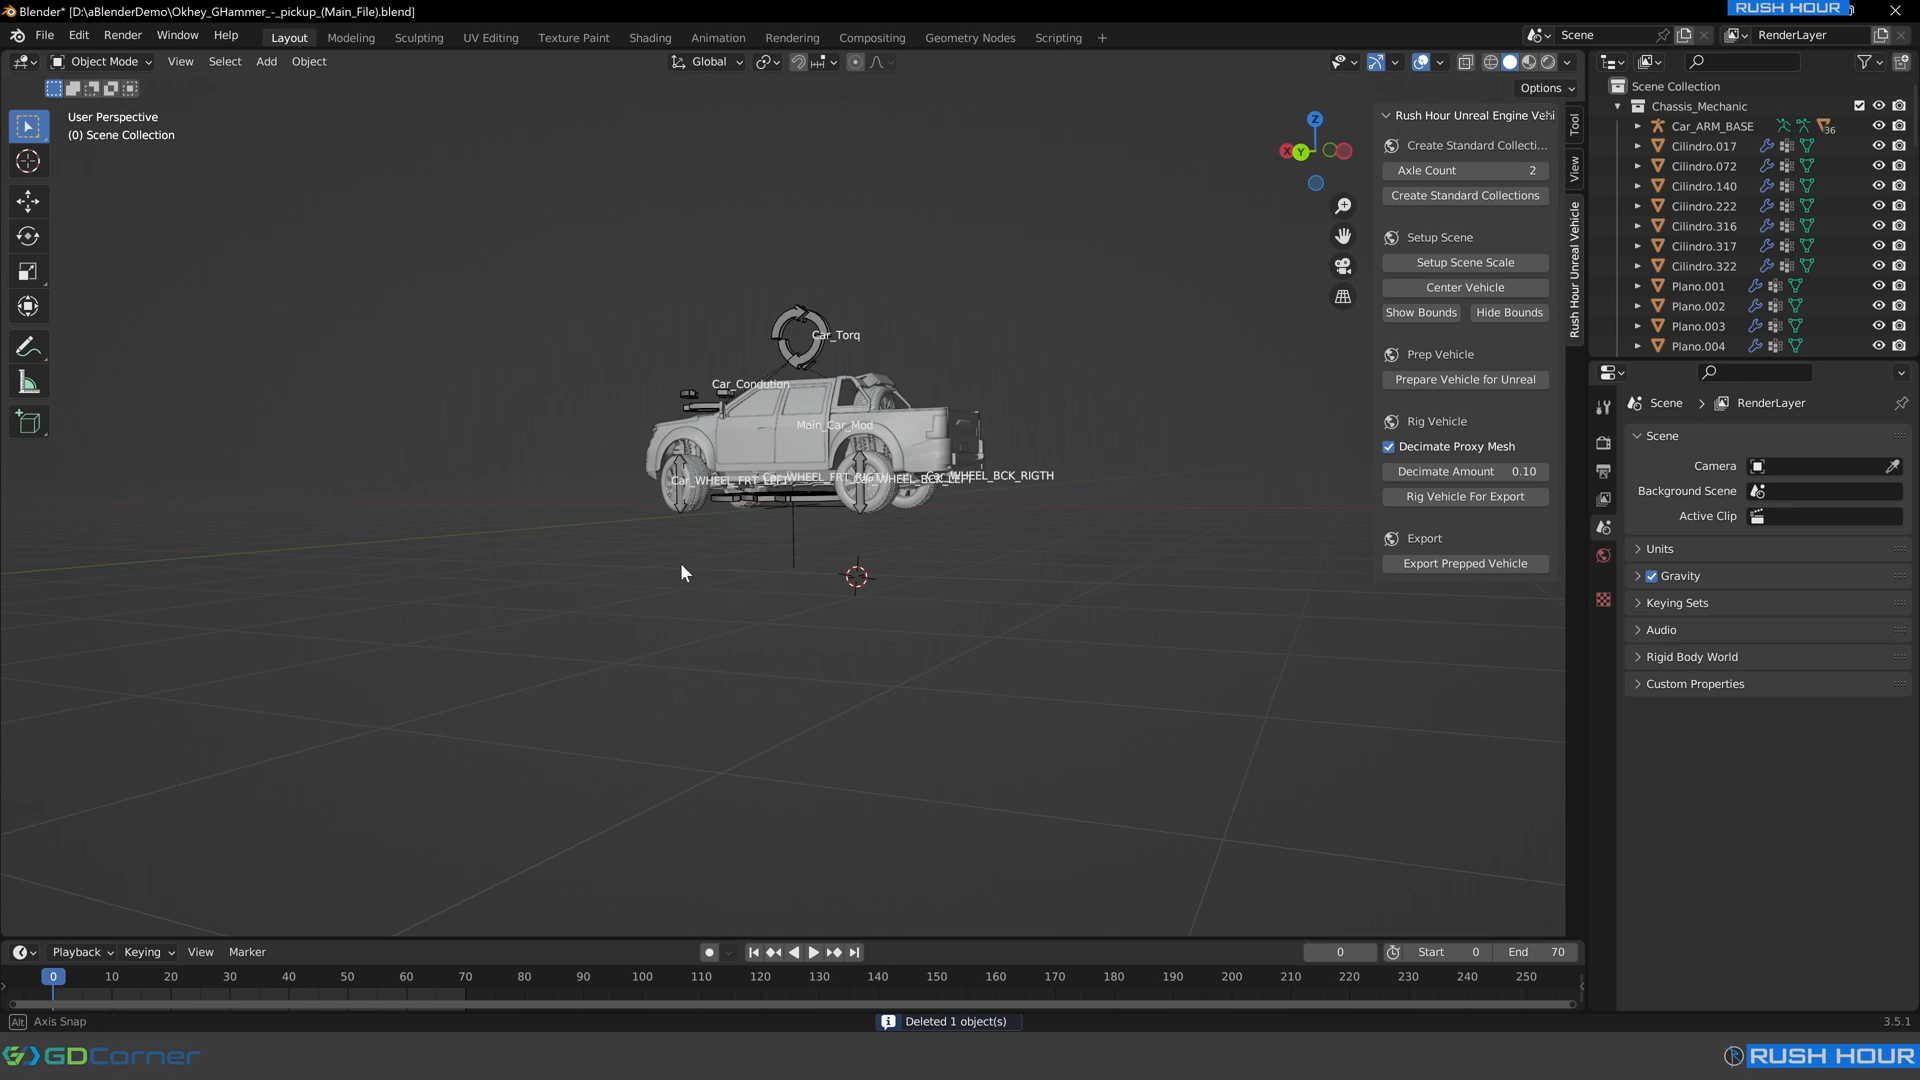 Blender* [D:\aBlenderDemo\Okhey_GHammer_-_pickup_(Main_File).blend]
RUSH HOUR
File Edit Render Window Help Layout Modeling Sculpting UV Editing Texture Paint Shading Animation Rendering Compositing Geometry Nodes Scripting +
Scene
RenderLayer
Object Mode View Select Add Object
Global
Options
User Perspective
(0) Scene Collection
Z
X
Y
Car_Torq
Car_Condution
Main_Car_Mod
Car_WHEEL_BCK_RIGTH
Rush Hour Unreal Engine Vehi
Create Standard Collecti...
Axle Count 2
Create Standard Collections
Setup Scene
Setup Scene Scale
Center Vehicle
Show Bounds Hide Bounds
Prep Vehicle
Prepare Vehicle for Unreal
Rig Vehicle
Decimate Proxy Mesh
Decimate Amount 0.10
Rig Vehicle For Export
Export
Export Prepped Vehicle
Tool
View
Rush Hour Unreal Vehicle
Scene Collection
Chassis_Mechanic
Car_ARM_BASE 36
Cilindro.017
Cilindro.072
Cilindro.140
Cilindro.222
Cilindro.316
Cilindro.317
Cilindro.322
Plano.001
Plano.002
Plano.003
Plano.004
Scene > RenderLayer
Scene
Camera
Background Scene
Active Clip
Units
Gravity
Keying Sets
Audio
Rigid Body World
Custom Properties
Playback Keying View Marker
0 Start 0 End 70
0 10 20 30 40 50 60 70 80 90 100 110 120 130 140 150 160 170 180 190 200 210 220 230 240 250
Alt Axis Snap
Deleted 1 object(s)
3.5.1
GDCorner
RUSH HOUR